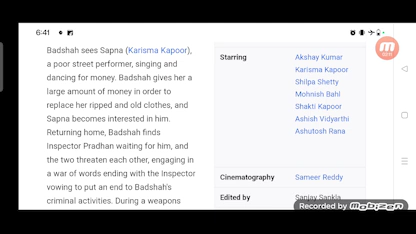 6:41
Badshah sees Sapna (Karisma Kapoor),
a poor street performer, singing and
dancing for money. Badshah gives her a
large amount of money in order to
replace her ripped and old clothes, and
Sapna becomes interested in him.
Returning home, Badshah finds
Inspector Pradhan waiting for him, and
the two threaten each other, engaging in
a war of words ending with the Inspector
vowing to put an end to Badshah's
criminal activities. During a weapons
Starring
Akshay Kumar
Karisma Kapoor
Shilpa Shetty
Mohnish Bahl
Shakti Kapoor
Ashish Vidyarthi
Ashutosh Rana
Cinematography
Sameer Reddy
Edited by
Sanjay Sankla
Recorded by Mobizen